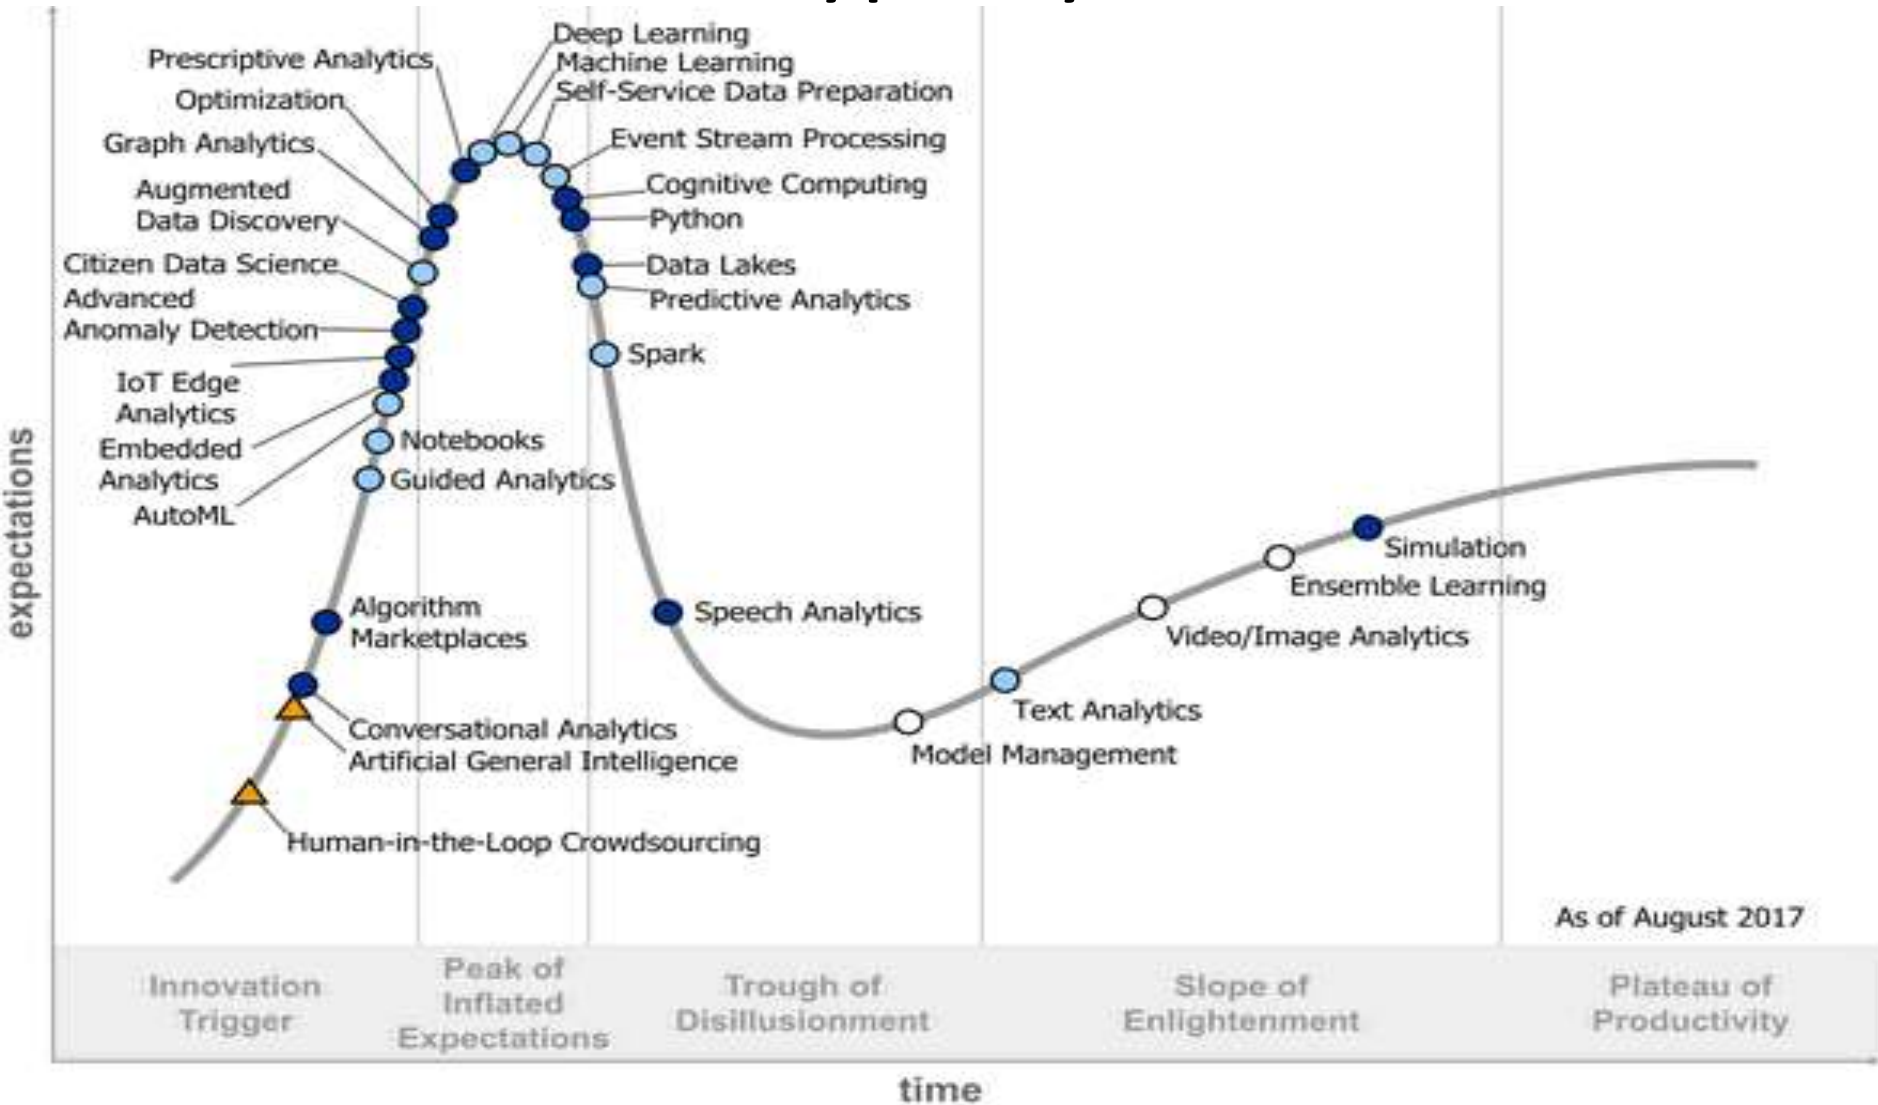 Deep Learning
Prescriptive Analytics
Machine Learning
Self-Service Data Preparation
Optimization
Event Stream Processing
Graph Analytics
Cognitive Computing
Augmented
Data Discovery
Python
Citizen Data Science
Data Lakes
Advanced
Anomaly Detection
Predictive Analytics
Spark
IoT Edge
Analytics
Embedded
Analytics
Notebooks
Guided Analytics
AutoML
expectations
Simulation
Ensemble Learning
Algorithm
Marketplaces
Speech Analytics
Video/Image Analytics
Text Analytics
Conversational Analytics
Artificial General Intelligence
Model Management
Human-in-the-Loop Crowdsourcing
As of August 2017
Innovation
Trigger
Peak of
Inflated
Expectations
Trough of
Disillusionment
Slope of
Enlightenment
Plateau of
Productivity
time